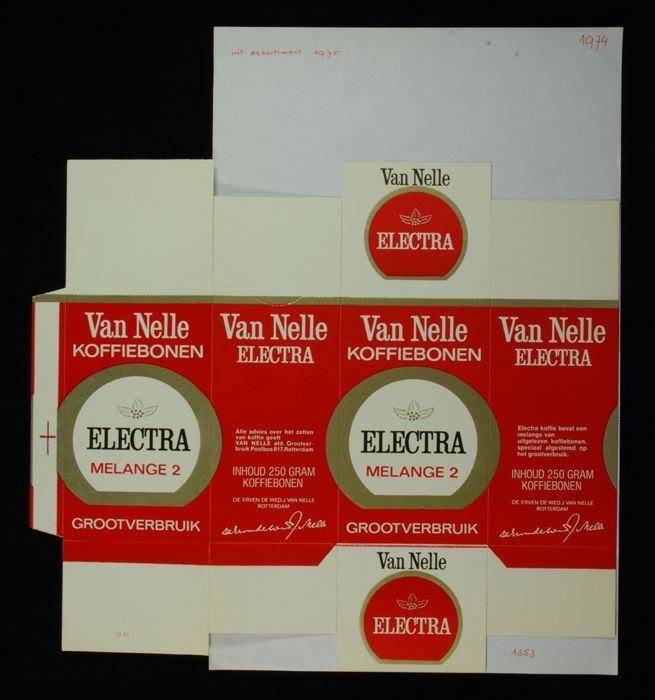 uit assortiment 1975
1974
Van Nelle
ELECTRA
Van Nelle
KOFFIEBONEN
ELECTRA
MELANGE 2
GROOTVERBRUIK
Van Nelle
ELECTRA
Alle advies over het zetten
van koffie geeft
VAN NELLE afd. Grootver-
bruik Postbus 817, Rotterdam
INHOUD 250 GRAM
KOFFIEBONEN
DE ERVEN DE WED.J. VAN NELLE
ROTTERDAM
Van Nelle
KOFFIEBONEN
ELECTRA
MELANGE 2
GROOTVERBRUIK
Van Nelle
ELECTRA
Electra koffie bevat een
melange van
uitgelezen koffiebonen,
speciaal afgestemd op
het grootverbruik.
INHOUD 250 GRAM
KOFFIEBONEN
DE ERVEN DE WED.J. VAN NELLE
ROTTERDAM
Van Nelle
ELECTRA
1353